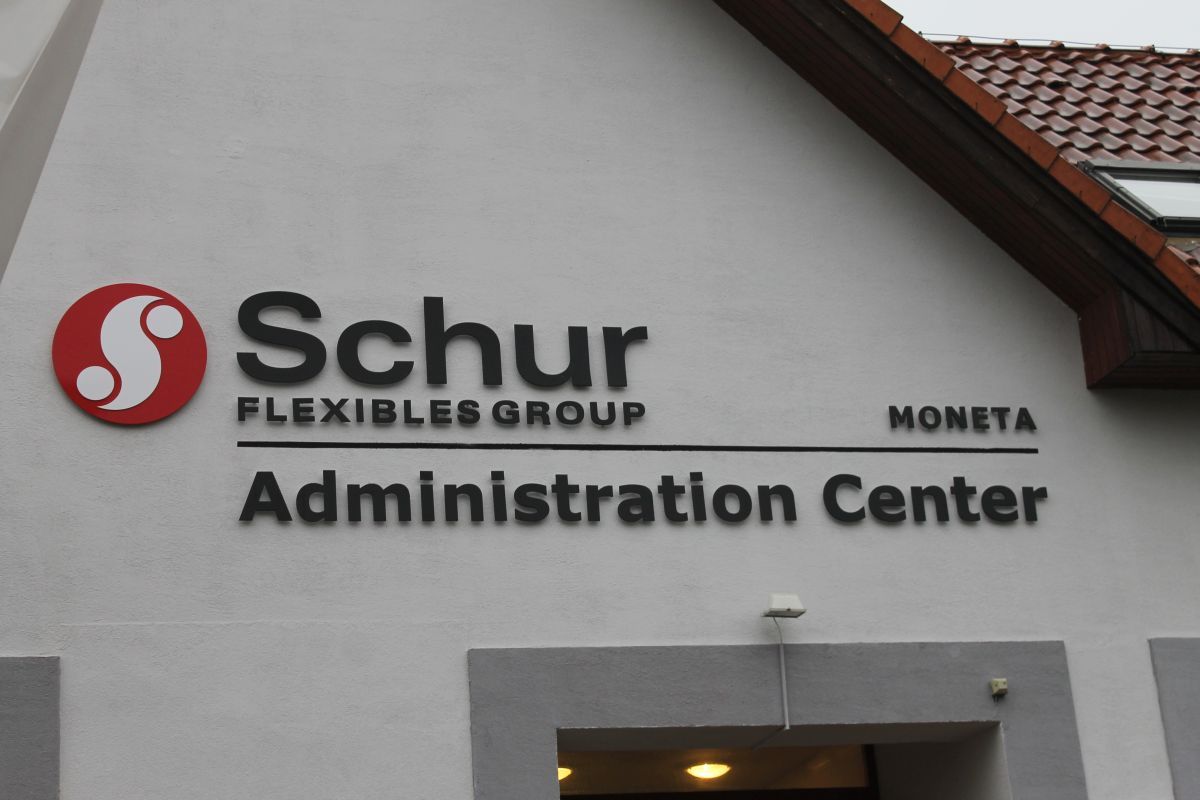 Schur
FLEXIBLES GROUP MONETA
Administration Center